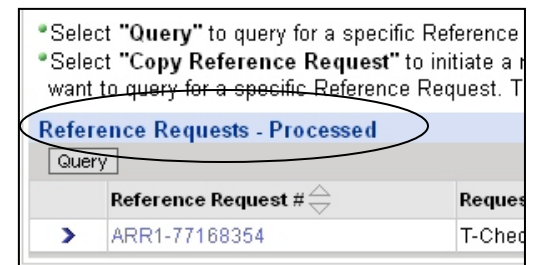 Select "Query" to query for a specific Reference
Select "Copy Reference Request" to initiate a
want to query for a specific Reference Request. T
Reference Requests - Processed
Query
Reference Request # Reques
ARR1-77168354 T-Chec